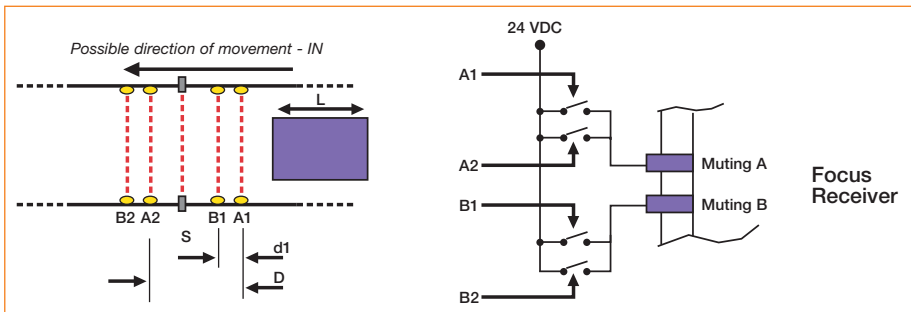 Possible direction of movement - IN
L
B2 A2 B1 A1
S
d1
D
24 VDC
A1
A2
B1
B2
Muting A
Muting B
Focus
Receiver